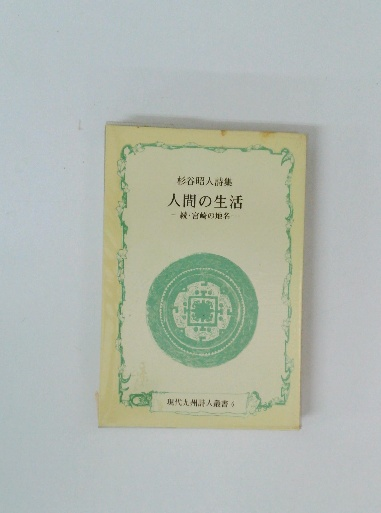 杉谷昭人詩集
人間の生活
—続・宮崎の地名—
現代九州詩人叢書 6